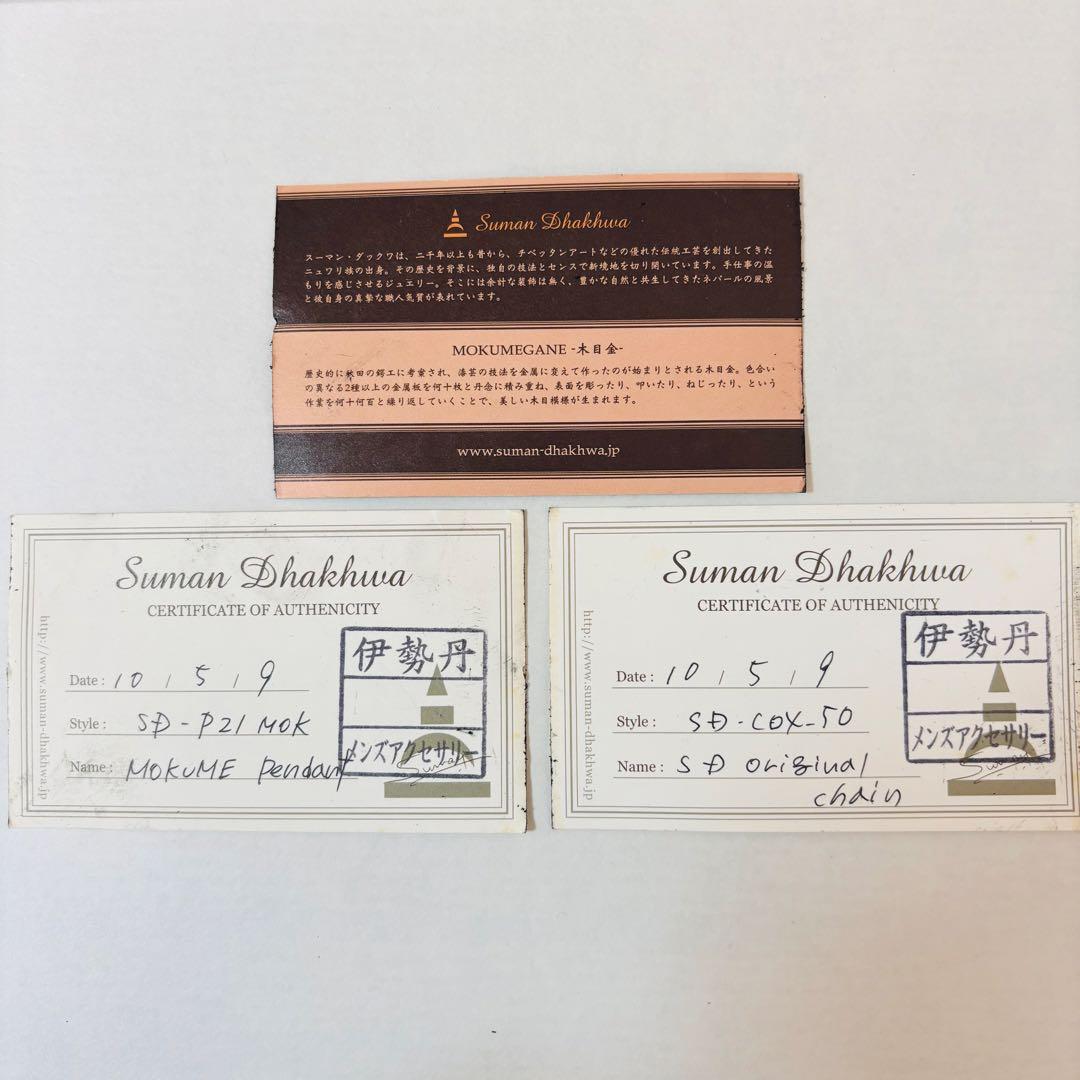 Suman Dhakhwa
スーマン・ダックワは、二千年以上も昔から、チベッタンアートなどの優れた伝統工芸を創出してきた
ニュワリ族の出身。その歴史を背景に、独自の技法とセンスで新境地を切り開いています。手仕事の温
もりを感じさせるジュエリー。そこには余計な装飾は無く、豊かな自然と共生してきたネパールの風景
と彼自身の真摯な職人気質が表れています。
MOKUMEGANE -木目金-
歴史的に秋田の鍔工に考案され、漆芸の技法を金属に変えて作ったのが始まりとされる木目金。色合い
の異なる2種以上の金属板を何十枚と丹念に積み重ね、表面を彫ったり、叩いたり、ねじったり、という
作業を何十何百と繰り返していくことで、美しい木目模様が生まれます。
www.suman-dhakhwa.jp
Suman Dhakhwa
CERTIFICATE OF AUTHENICITY
Date : 10 / 5 / 9
Style : SD-P21 MOK
Name : MOKUME Pendant
伊勢丹
メンズアクセサリー
Suman
http://www.suman-dhakhwa.jp
Suman Dhakhwa
CERTIFICATE OF AUTHENICITY
Date : 10 / 5 / 9
Style : SD-COX-50
Name : SD original
chain
伊勢丹
メンズアクセサリー
Suman
http://www.suman-dhakhwa.jp